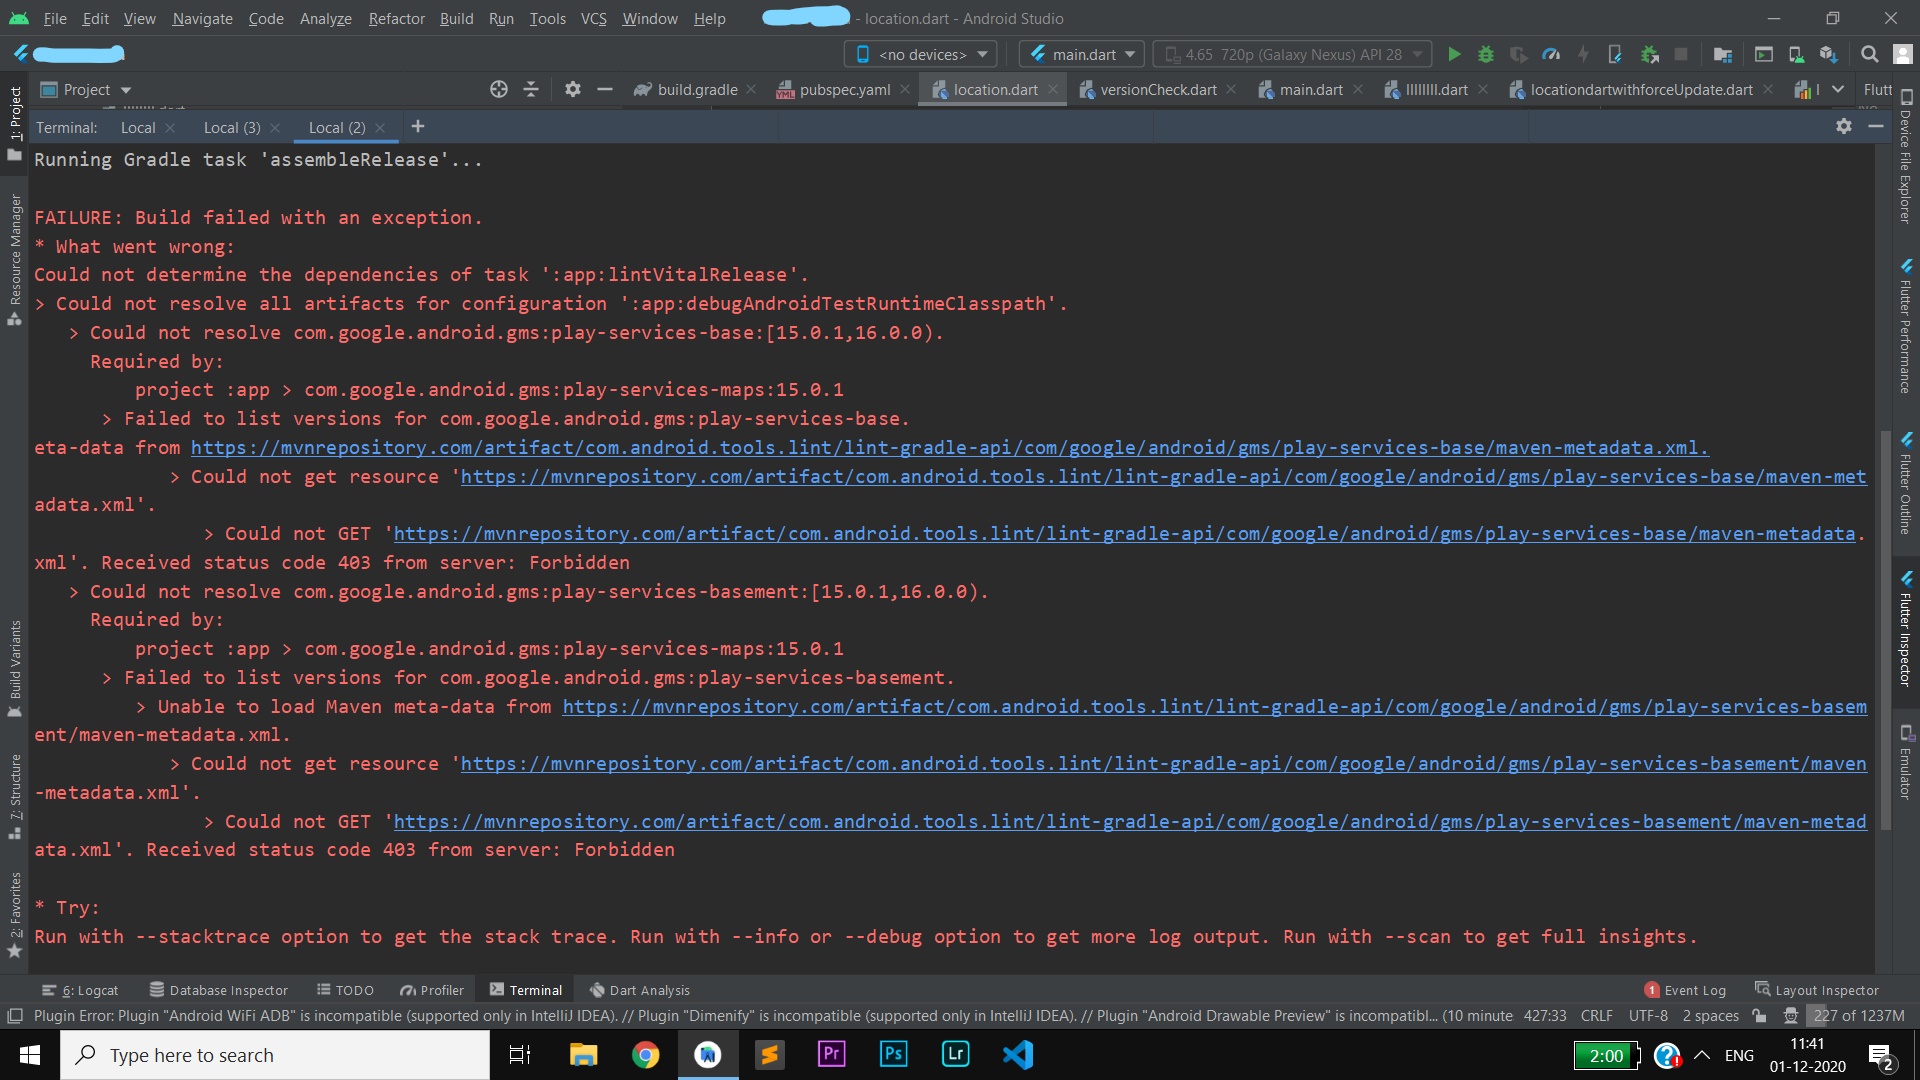 File Edit View Navigate Code Analyze Refactor Build Run Tools VCS Window Help - location.dart - Android Studio
<no devices> main.dart 4.65 720p (Galaxy Nexus) API 28
Project build.gradle pubspec.yaml location.dart versionCheck.dart main.dart llllllll.dart locationdartwithforceUpdate.dart Flutt
Terminal: Local Local (3) Local (2) +
Running Gradle task 'assembleRelease'...
FAILURE: Build failed with an exception.
* What went wrong:
Could not determine the dependencies of task ':app:lintVitalRelease'.
> Could not resolve all artifacts for configuration ':app:debugAndroidTestRuntimeClasspath'.
> Could not resolve com.google.android.gms:play-services-base:[15.0.1,16.0.0).
Required by:
project :app > com.google.android.gms:play-services-maps:15.0.1
> Failed to list versions for com.google.android.gms:play-services-base.
eta-data from https://mvnrepository.com/artifact/com.android.tools.lint/lint-gradle-api/com/google/android/gms/play-services-base/maven-metadata.xml.
> Could not get resource 'https://mvnrepository.com/artifact/com.android.tools.lint/lint-gradle-api/com/google/android/gms/play-services-base/maven-met
adata.xml'.
> Could not GET 'https://mvnrepository.com/artifact/com.android.tools.lint/lint-gradle-api/com/google/android/gms/play-services-base/maven-metadata.
xml'. Received status code 403 from server: Forbidden
> Could not resolve com.google.android.gms:play-services-basement:[15.0.1,16.0.0).
Required by:
project :app > com.google.android.gms:play-services-maps:15.0.1
> Failed to list versions for com.google.android.gms:play-services-basement.
> Unable to load Maven meta-data from https://mvnrepository.com/artifact/com.android.tools.lint/lint-gradle-api/com/google/android/gms/play-services-basem
ent/maven-metadata.xml.
> Could not get resource 'https://mvnrepository.com/artifact/com.android.tools.lint/lint-gradle-api/com/google/android/gms/play-services-basement/maven
-metadata.xml'.
> Could not GET 'https://mvnrepository.com/artifact/com.android.tools.lint/lint-gradle-api/com/google/android/gms/play-services-basement/maven-metad
ata.xml'. Received status code 403 from server: Forbidden
* Try:
Run with --stacktrace option to get the stack trace. Run with --info or --debug option to get more log output. Run with --scan to get full insights.
1: Project
Resource Manager
Build Variants
7: Structure
2: Favorites
Device File Explorer
Flutter Performance
Flutter Outline
Flutter Inspector
Emulator
6: Logcat Database Inspector TODO Profiler Terminal Dart Analysis 1 Event Log Layout Inspector
Plugin Error: Plugin "Android WiFi ADB" is incompatible (supported only in IntelliJ IDEA). // Plugin "Dimenify" is incompatible (supported only in IntelliJ IDEA). // Plugin "Android Drawable Preview" is incompatibl... (10 minute 427:33 CRLF UTF-8 2 spaces 227 of 1237M
Type here to search Pr Ps Lr 2:00 ENG 11:41
01-12-2020 2